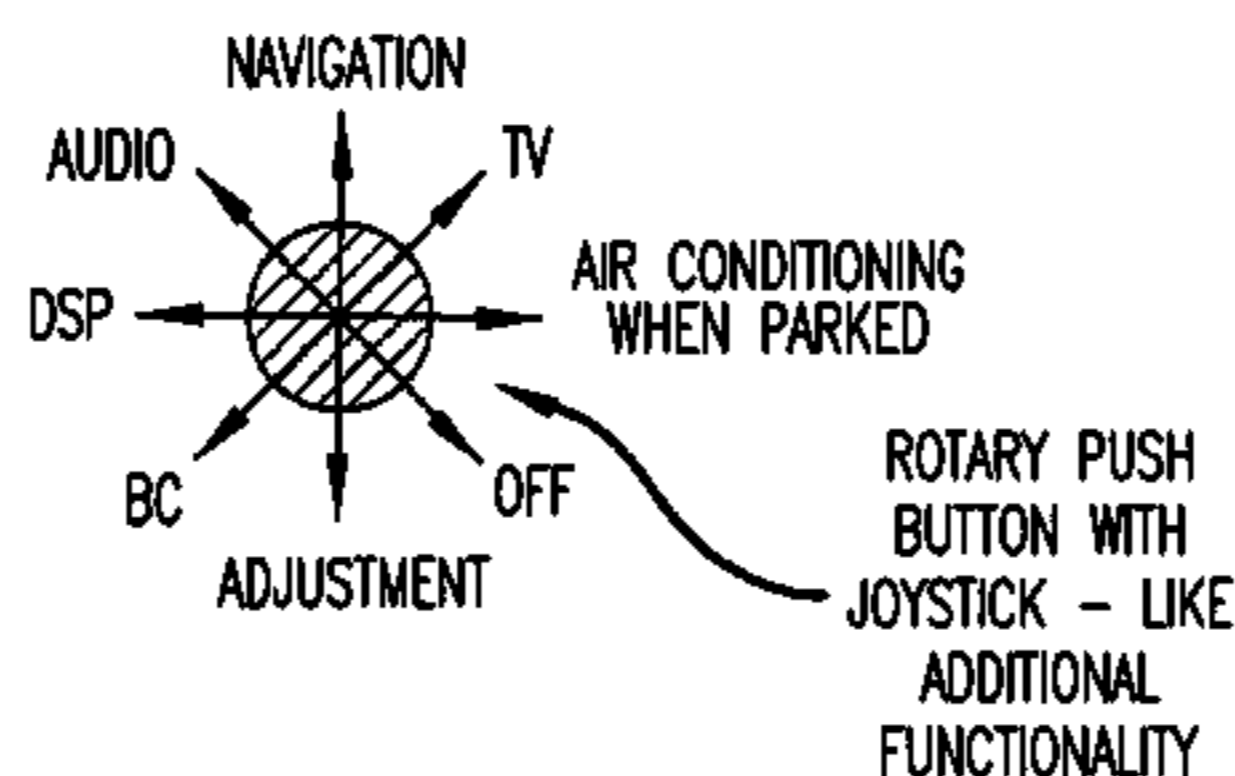 NAVIGATION
AUDIO
TV
AIR CONDITIONING
WHEN PARKED
DSP
BC
OFF
ADJUSTMENT
ROTARY PUSH
BUTTON WITH
JOYSTICK – LIKE
ADDITIONAL
FUNCTIONALITY